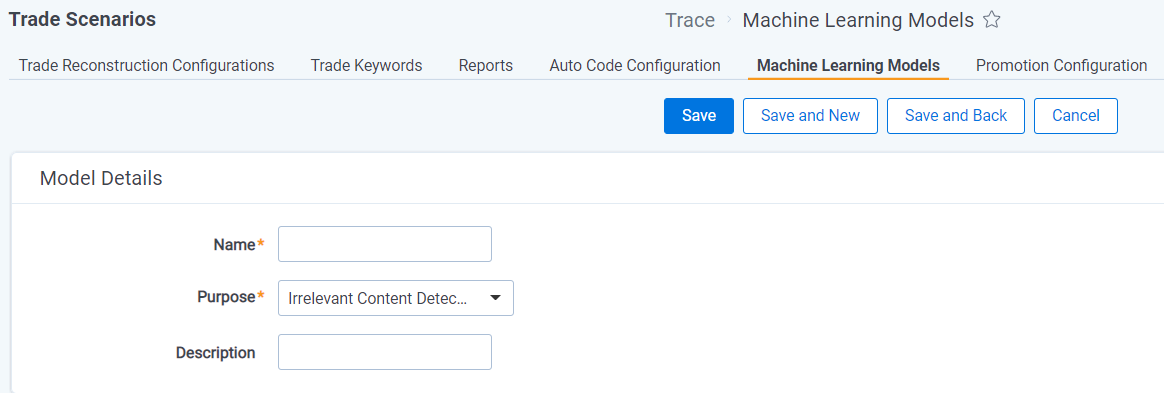 Trade Scenarios
Trace › Machine Learning Models
Trade Reconstruction Configurations Trade Keywords Reports Auto Code Configuration Machine Learning Models Promotion Configuration
Save Save and New Save and Back Cancel
Model Details
Name*
Purpose* Irrelevant Content Detec...
Description